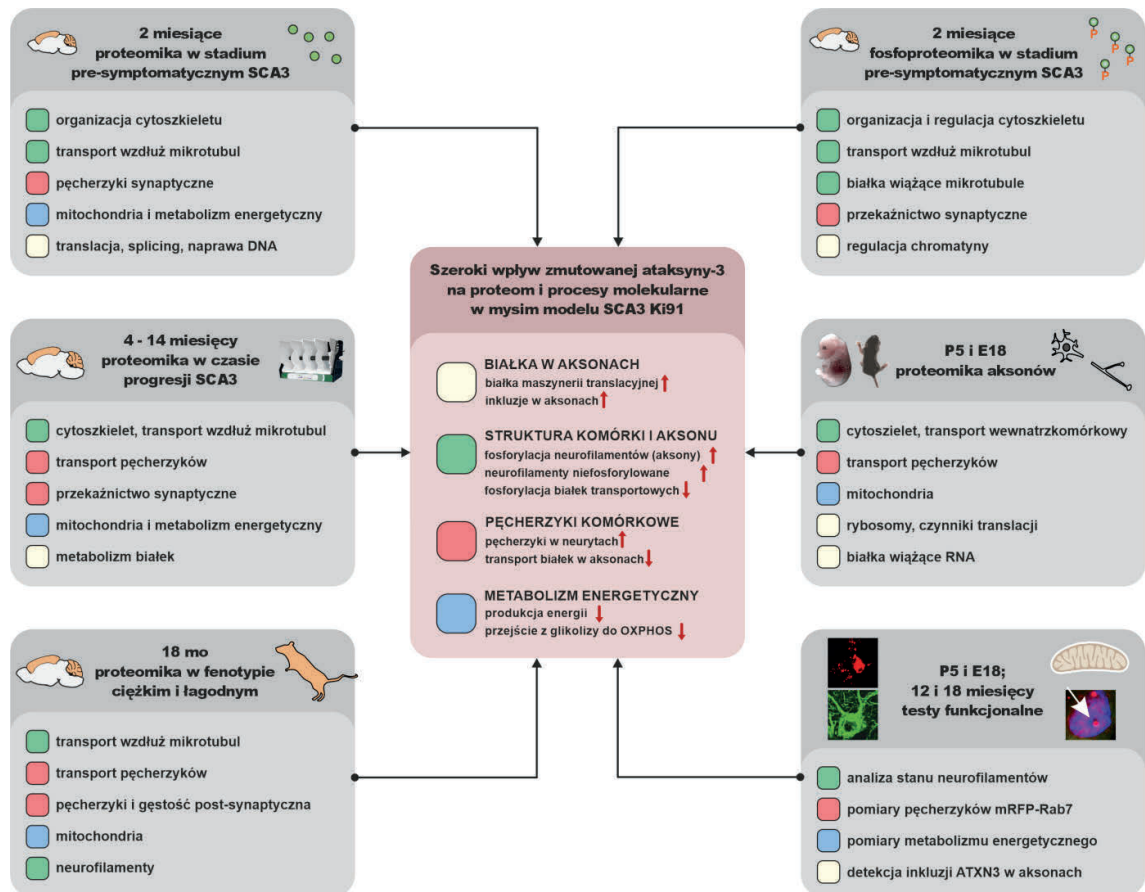 2 miesiące
proteomika w stadium
pre-symptomatycznym SCA3
organizacja cytoszkieletu
transport wzdłuż mikrotubul
pęcherzyki synaptyczne
mitochondria i metabolizm energetyczny
translacja, splicing, naprawa DNA
2 miesiące
fosfoproteomika w stadium
pre-symptomatycznym SCA3
P
P
P
P
organizacja i regulacja cytoszkieletu
transport wzdłuż mikrotubul
białka wiążące mikrotubule
przekaźnictwo synaptyczne
regulacja chromatyny
Szeroki wpływ zmutowanej ataksyny-3
na proteom i procesy molekularne
w mysim modelu SCA3 Ki91
BIAŁKA W AKSONACH
białka maszynerii translacyjnej
inkluzje w aksonach
STRUKTURA KOMÓRKI I AKSONU
fosforylacja neurofilamentów (aksony)
neurofilamenty niefosforylowane
fosforylacja białek transportowych
PĘCHERZYKI KOMÓRKOWE
pęcherzyki w neurytach
transport białek w aksonach
METABOLIZM ENERGETYCZNY
produkcja energii
przejście z glikolizy do OXPHOS
4 - 14 miesięcy
proteomika w czasie
progresji SCA3
cytoszkielet, transport wzdłuż mikrotubul
transport pęcherzyków
przekaźnictwo synaptyczne
mitochondria i metabolizm energetyczny
metabolizm białek
P5 i E18
proteomika aksonów
cytoszielet, transport wewnatrzkomórkowy
transport pęcherzyków
mitochondria
rybosomy, czynniki translacji
białka wiążące RNA
18 mo
proteomika w fenotypie
ciężkim i łagodnym
transport wzdłuż mikrotubul
transport pęcherzyków
pęcherzyki i gęstość post-synaptyczna
mitochondria
neurofilamenty
P5 i E18;
12 i 18 miesięcy
testy funkcjonalne
analiza stanu neurofilamentów
pomiary pęcherzyków mRFP-Rab7
pomiary metabolizmu energetycznego
detekcja inkluzji ATXN3 w aksonach